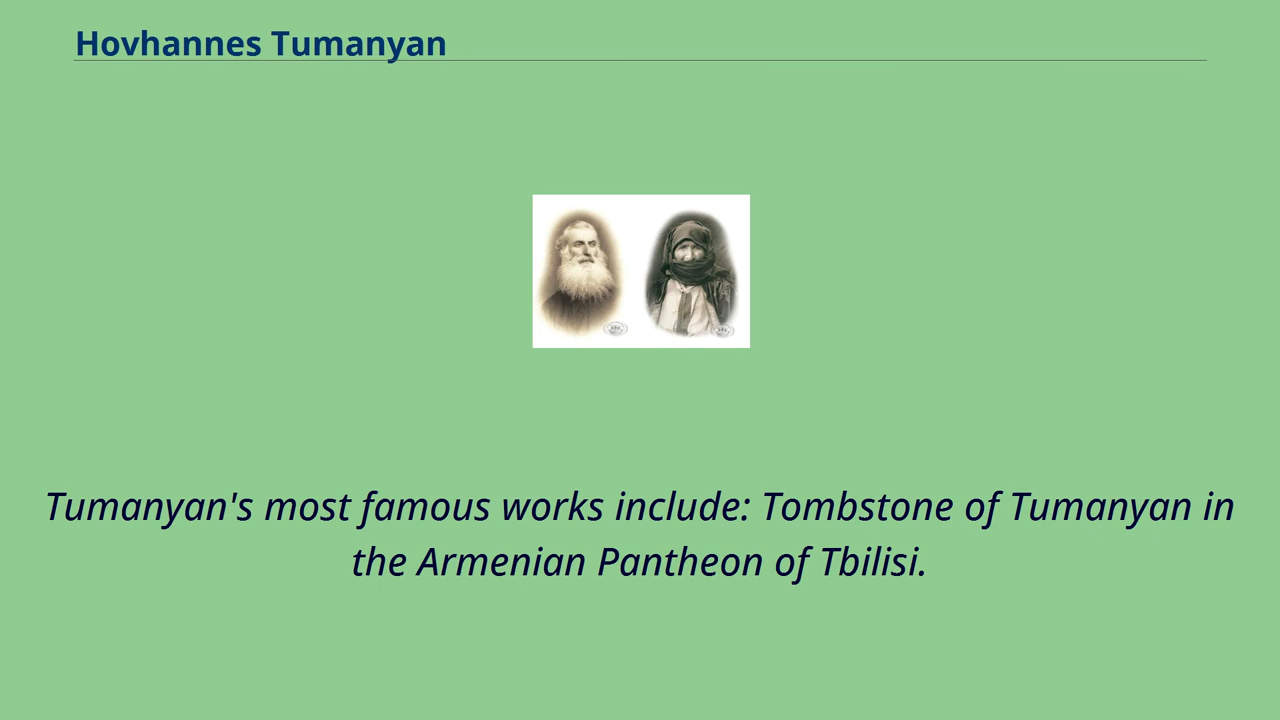 Hovhannes Tumanyan
Tumanyan's most famous works include: Tombstone of Tumanyan in
the Armenian Pantheon of Tbilisi.